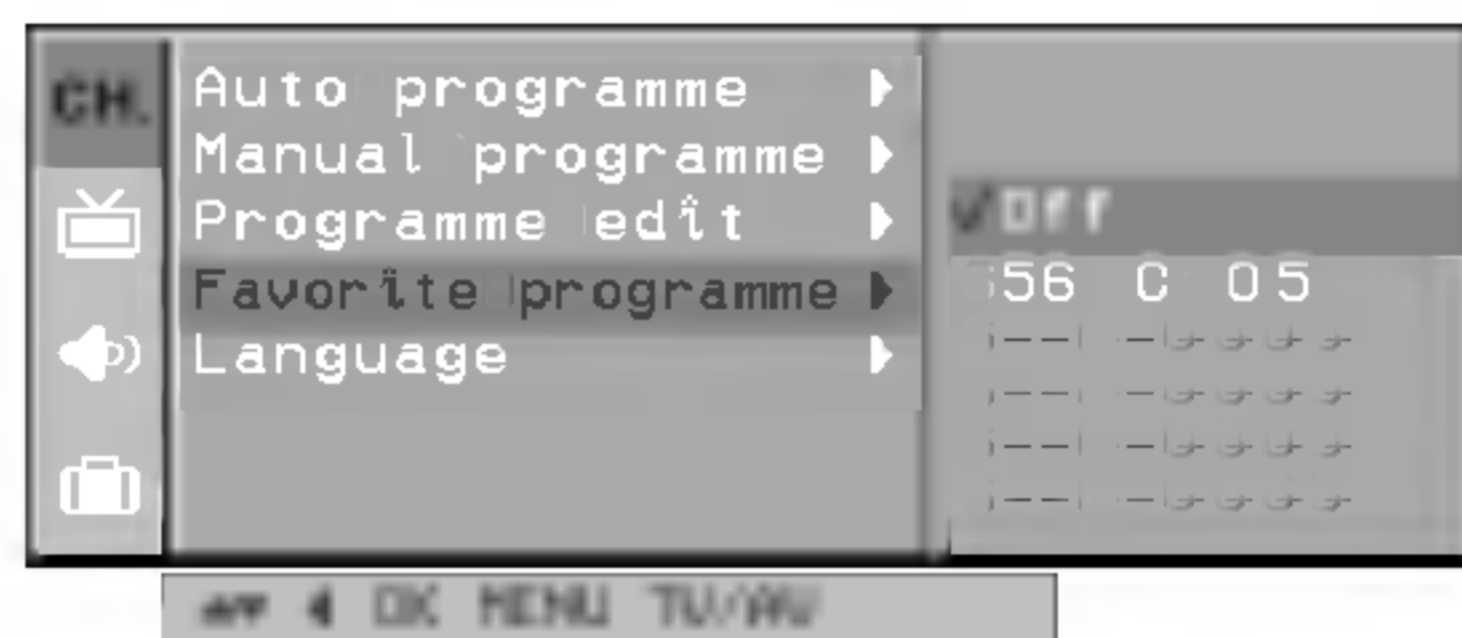 CH.
Auto programme
Manual programme
Programme edit
Favorite programme
Language
✓Off
56 C 05
--- -----
--- -----
--- -----
--- -----
OK MENU TV/AV